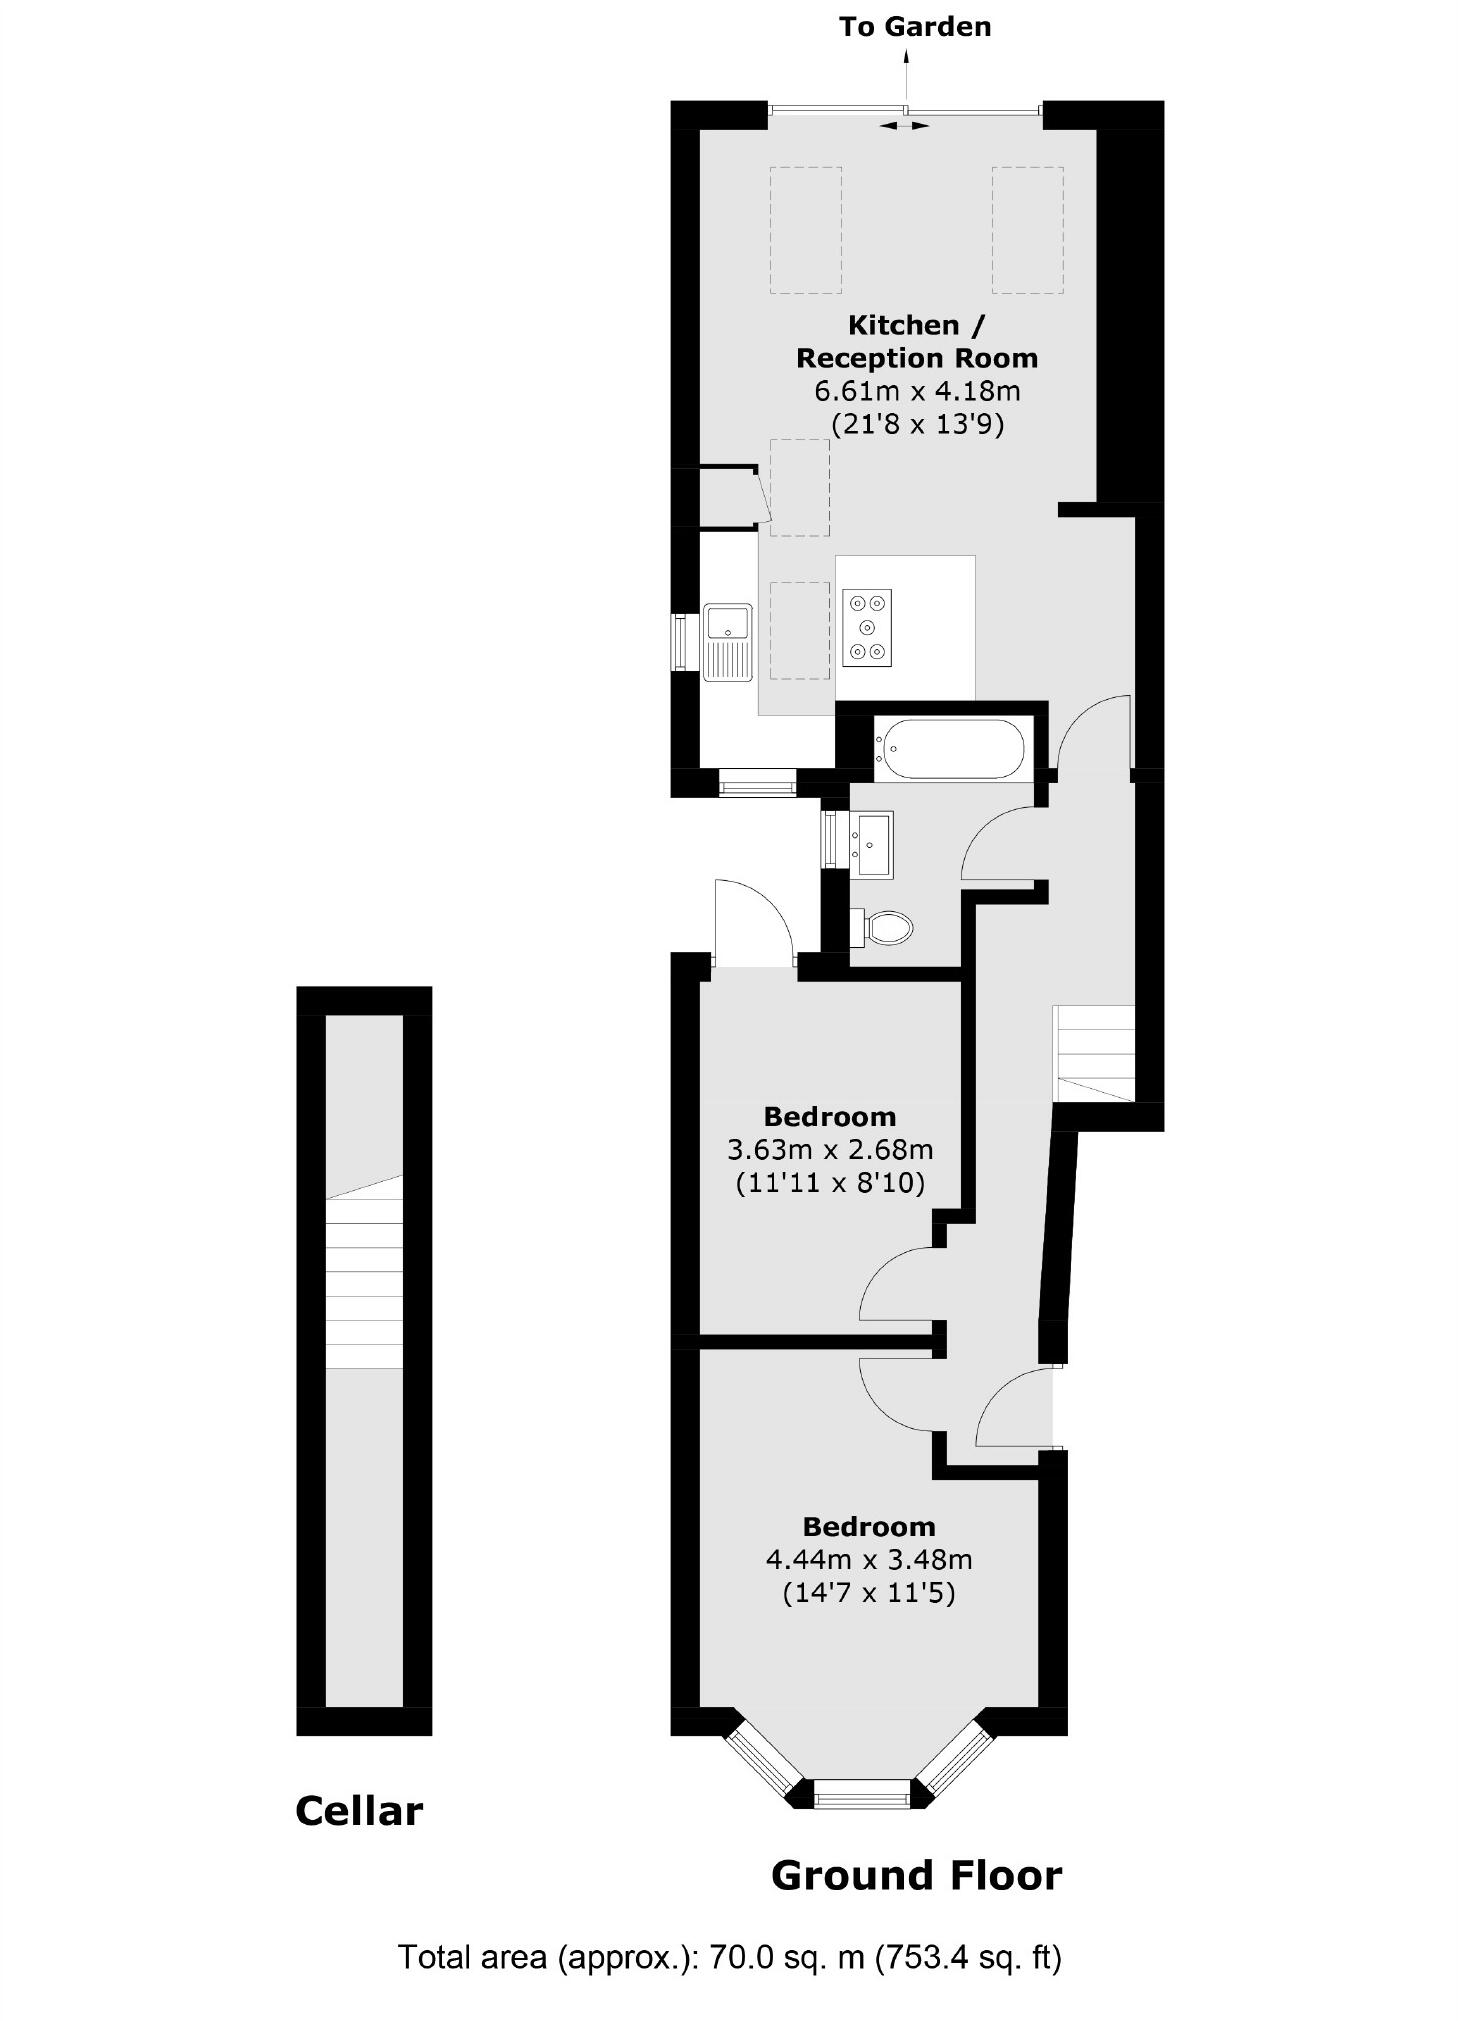 To Garden
Kitchen /
Reception Room
6.61m x 4.18m
(21'8 x 13'9)
Bedroom
3.63m x 2.68m
(11'11 x 8'10)
Bedroom
4.44m x 3.48m
(14'7 x 11'5)
Cellar
Ground Floor
Total area (approx.): 70.0 sq. m (753.4 sq. ft)